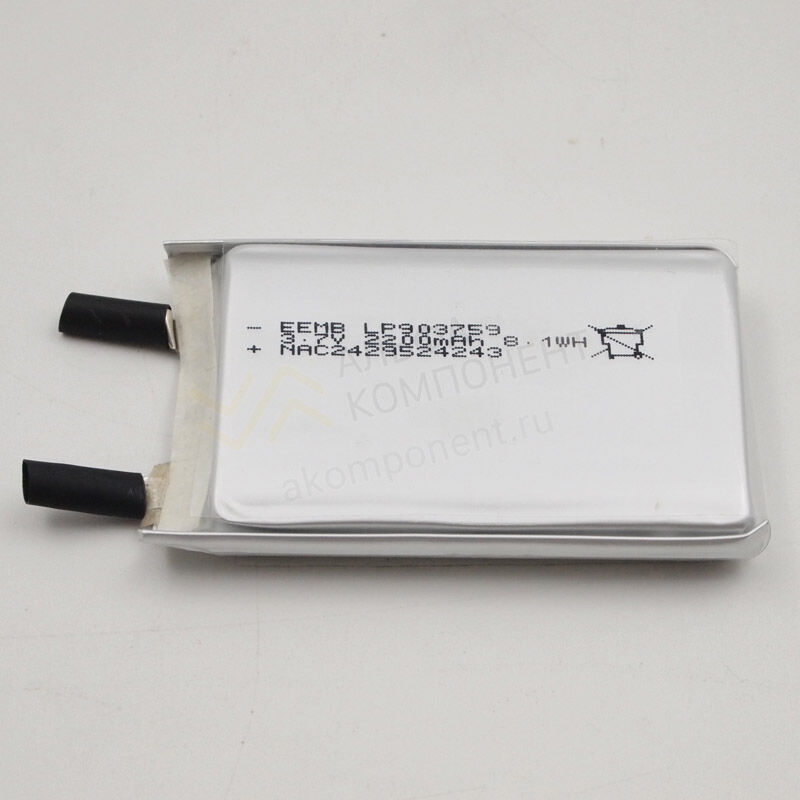 − EEMB LP903759
3.7V 2200mAh 8.1WH
+ NAC2429524243
АЛЬФА
КОМПОНЕНТ
akomponent.ru